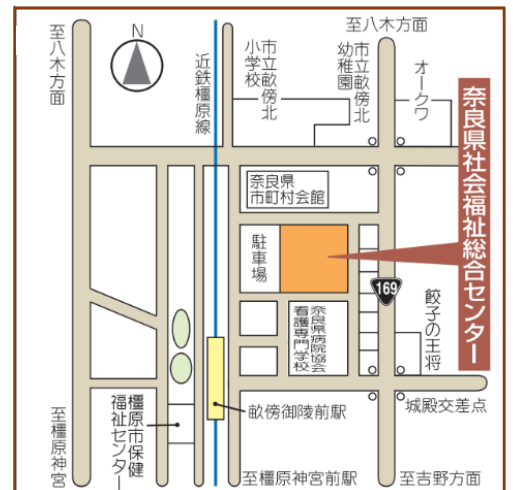 至八木方面
N
近鉄橿原線
市立畝傍北
小学校
市立畝傍北
幼稚園
至八木方面
オークワ
奈良県社会福祉総合センター
奈良県
市町村会館
駐車場
169
奈良県病院協会
看護専門学校
餃子の王将
畝傍御陵前駅
城殿交差点
橿原市保健
福祉センター
至橿原神宮
至橿原神宮前駅
至吉野方面